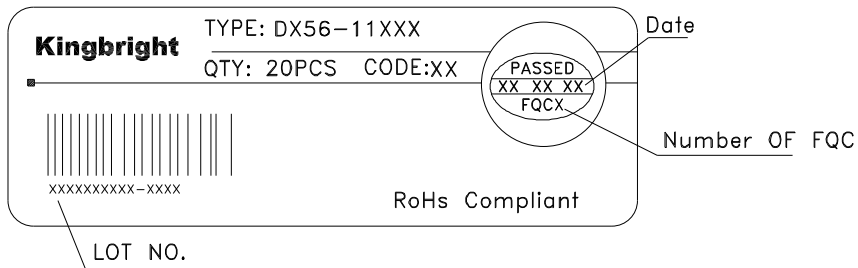 Kingbright
TYPE: DX56-11XXX
QTY: 20PCS CODE:XX
PASSED
XX XX XX
FQCX
Date
Number OF FQC
XXXXXXXXXX-XXXX
RoHs Compliant
LOT NO.